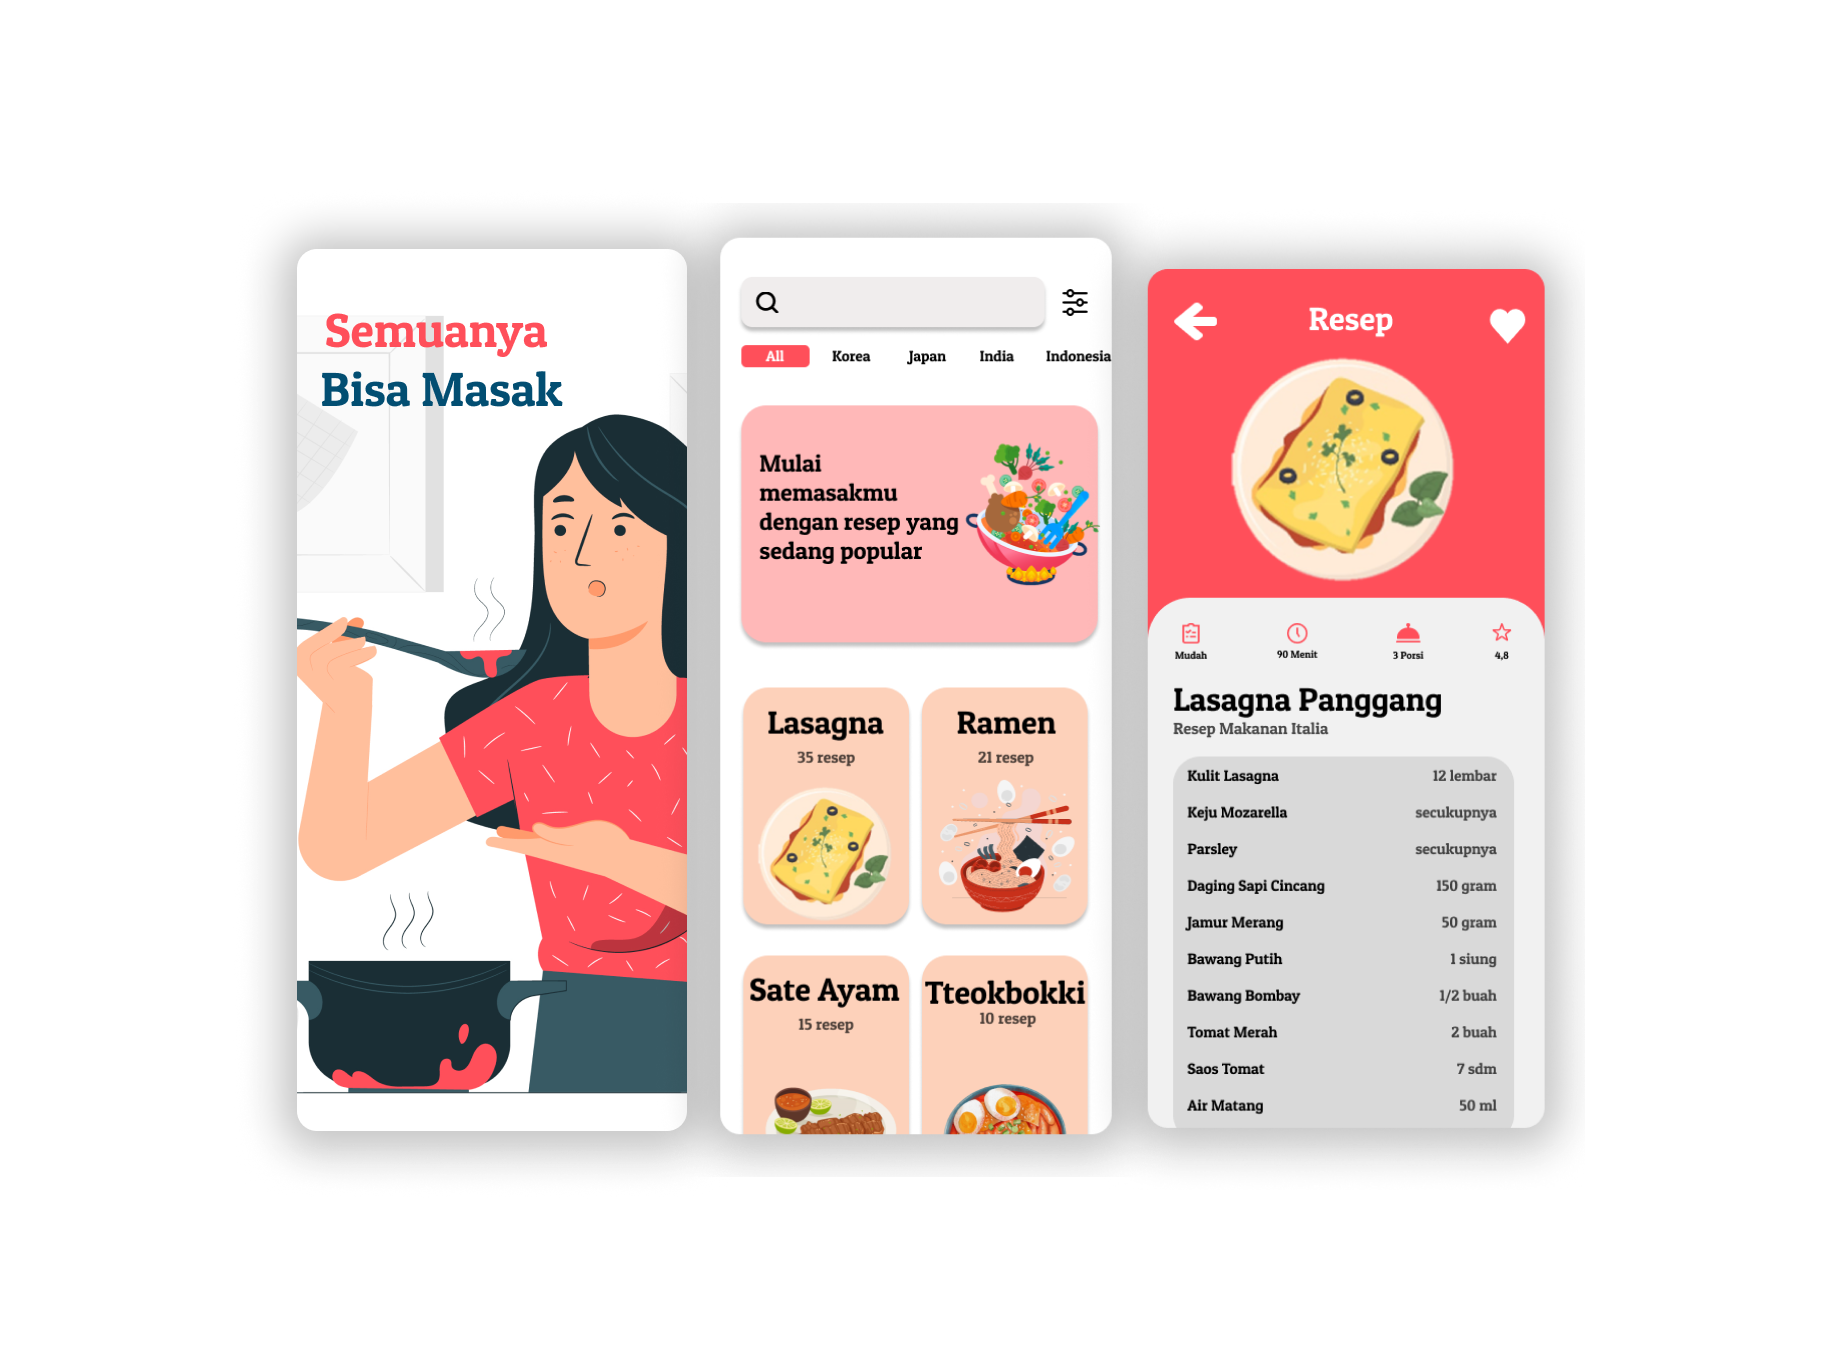 Semuanya
Bisa Masak
All Korea Japan India Indonesia
Mulai
memasakmu
dengan resep yang
sedang popular
Lasagna
35 resep
Ramen
21 resep
Sate Ayam
15 resep
Tteokbokki
10 resep
Resep
Mudah 90 Menit 3 Porsi 4,8
Lasagna Panggang
Resep Makanan Italia
Kulit Lasagna 12 lembar
Keju Mozarella secukupnya
Parsley secukupnya
Daging Sapi Cincang 150 gram
Jamur Merang 50 gram
Bawang Putih 1 siung
Bawang Bombay 1/2 buah
Tomat Merah 2 buah
Saos Tomat 7 sdm
Air Matang 50 ml